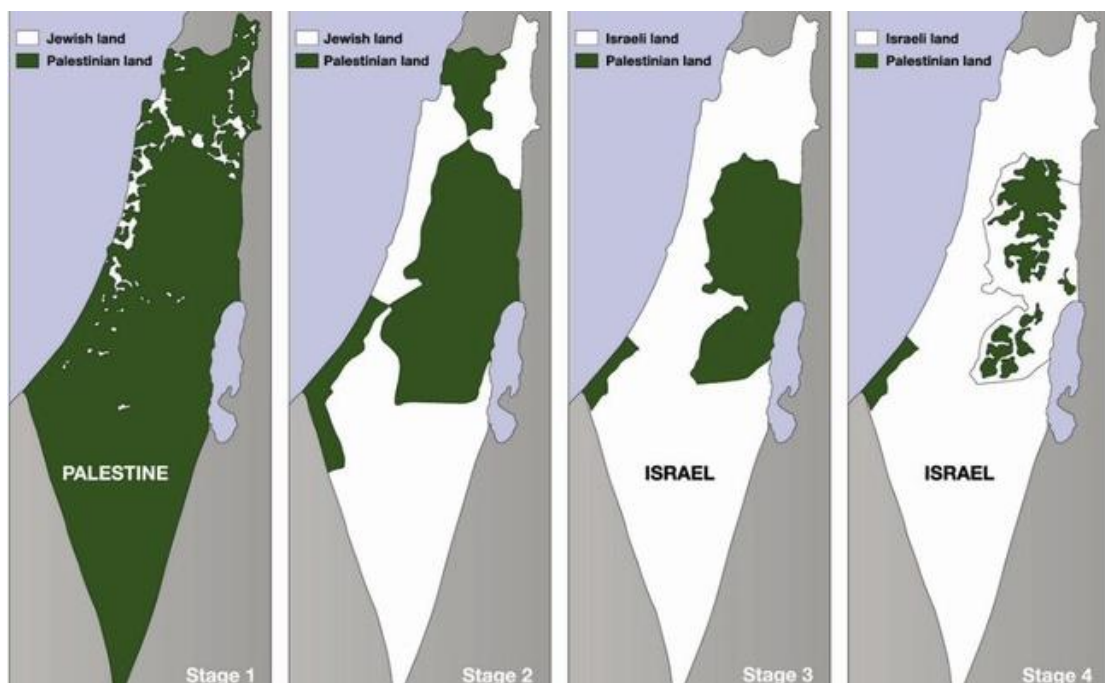 Jewish land
Palestinian land
PALESTINE
Stage 1
Jewish land
Palestinian land
Stage 2
Israeli land
Palestinian land
ISRAEL
Stage 3
Israeli land
Palestinian land
ISRAEL
Stage 4